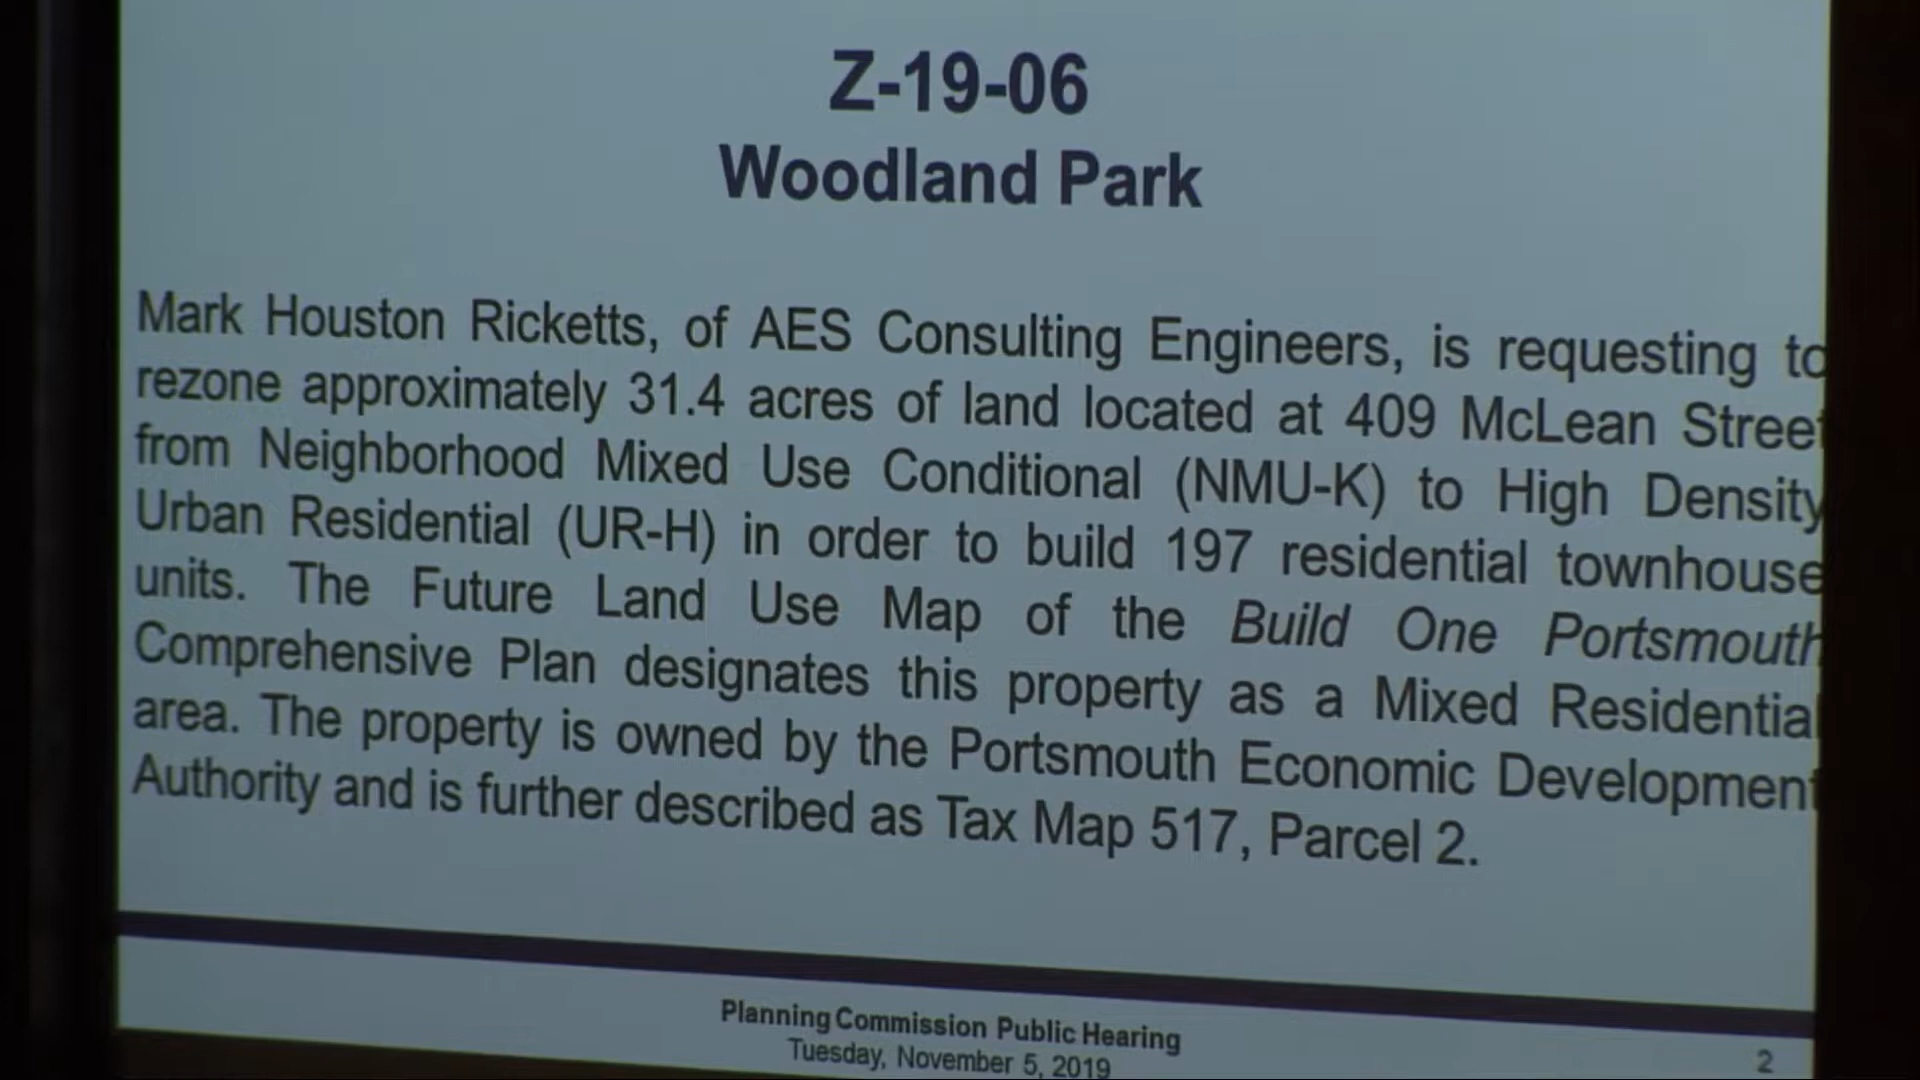 Z-19-06
Woodland Park
Mark Houston Ricketts, of AES Consulting Engineers, is requesting to
rezone approximately 31.4 acres of land located at 409 McLean Street
from Neighborhood Mixed Use Conditional (NMU-K) to High Density
Urban Residential (UR-H) in order to build 197 residential townhouse
units. The Future Land Use Map of the Build One Portsmouth
Comprehensive Plan designates this property as a Mixed Residential
area. The property is owned by the Portsmouth Economic Development
Authority and is further described as Tax Map 517, Parcel 2.
Planning Commission Public Hearing
Tuesday, November 5, 2019
2